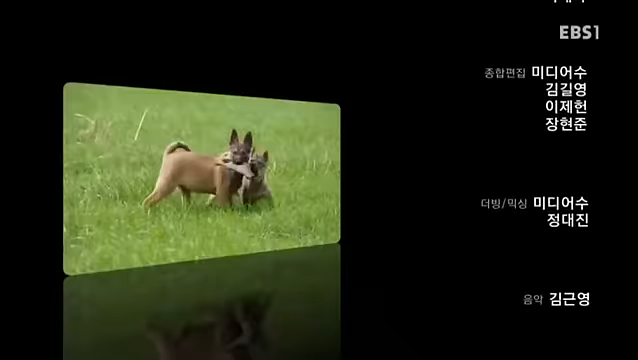 EBS1
종합편집 미디어수
김길영
이제헌
장현준
더빙/믹싱 미디어수
정대진
음악 김근영